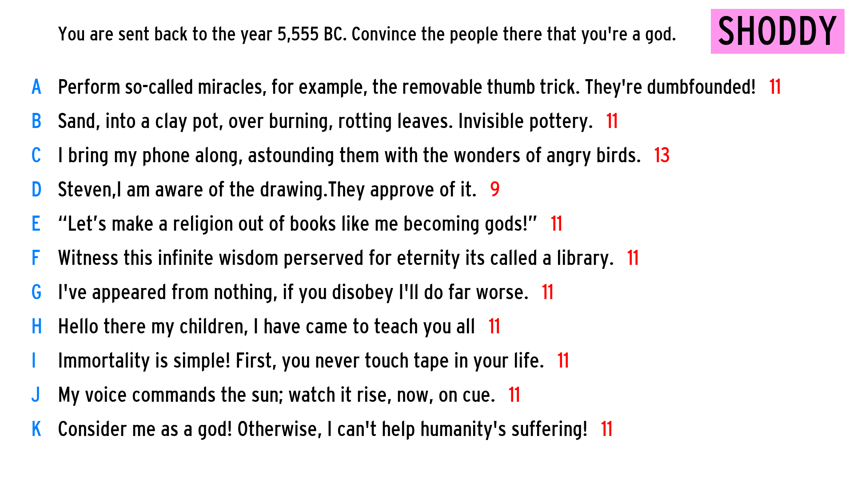 You are sent back to the year 5,555 BC. Convince the people there that you're a god.
SHODDY
A Perform so-called miracles, for example, the removable thumb trick. They're dumbfounded! 11
B Sand, into a clay pot, over burning, rotting leaves. Invisible pottery. 11
C I bring my phone along, astounding them with the wonders of angry birds. 13
D Steven,I am aware of the drawing.They approve of it. 9
E “Let’s make a religion out of books like me becoming gods!” 11
F Witness this infinite wisdom perserved for eternity its called a library. 11
G I've appeared from nothing, if you disobey I'll do far worse. 11
H Hello there my children, I have came to teach you all 11
I Immortality is simple! First, you never touch tape in your life. 11
J My voice commands the sun; watch it rise, now, on cue. 11
K Consider me as a god! Otherwise, I can't help humanity's suffering! 11